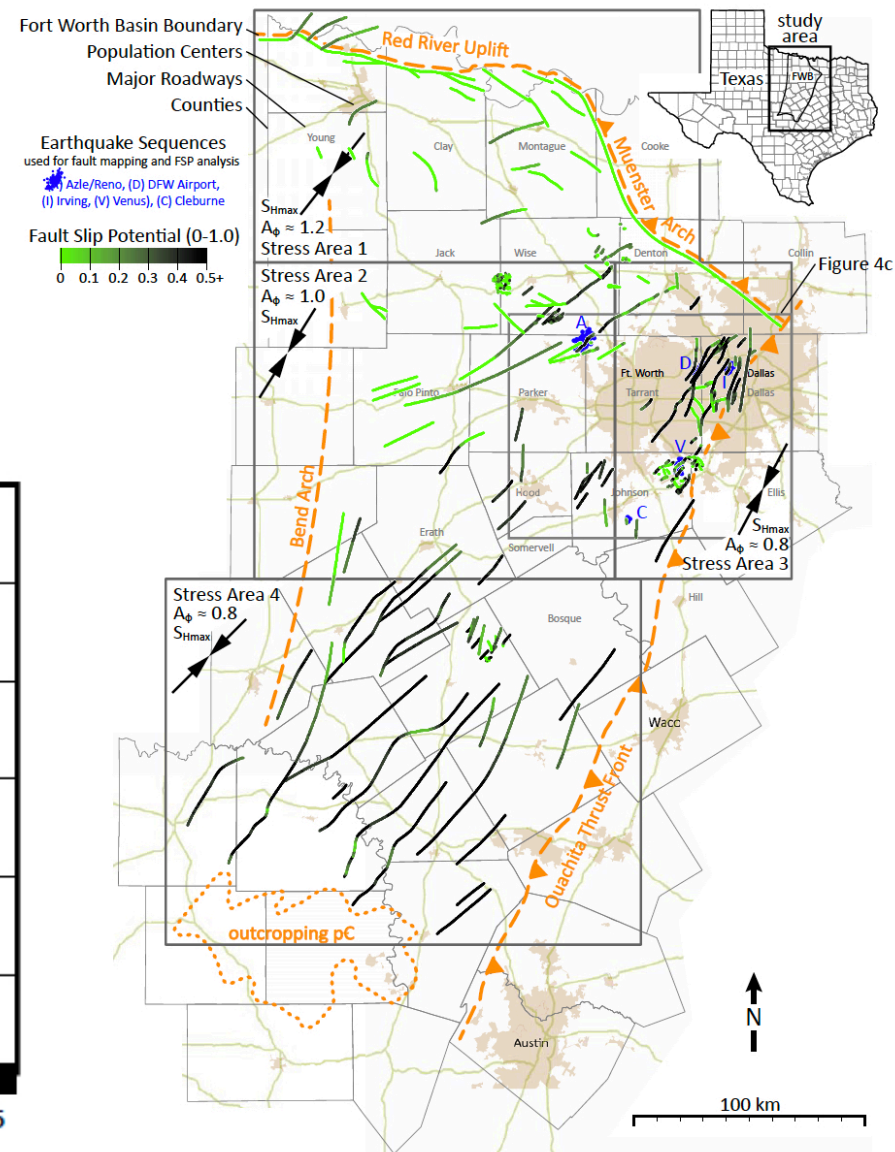 Fort Worth Basin Boundary
Population Centers
Major Roadways
Counties
Earthquake Sequences
used for fault mapping and FSP analysis
(A) Azle/Reno, (D) DFW Airport,
(I) Irving, (V) Venus), (C) Cleburne
Fault Slip Potential (0-1.0)
0 0.1 0.2 0.3 0.4 0.5+
study
area
Texas
FWB
Red River Uplift
Muenster
Arch
Young
Clay
Montague
Cooke
SHmax
Aϕ ≈ 1.2
Stress Area 1
Jack
Wise
Denton
Collin
Figure 4c
Stress Area 2
Aϕ ≈ 1.0
SHmax
A
Ft. Worth
D
I
Dallas
Palo Pinto
Parker
Tarrant
Dallas
V
Bend Arch
Hood
Johnson
Ellis
C
Erath
Somervell
SHmax
Aϕ ≈ 0.8
Stress Area 3
Stress Area 4
Aϕ ≈ 0.8
SHmax
Bosque
Hill
Waco
Ouachita Thrust Front
outcropping pC
Austin
N
100 km